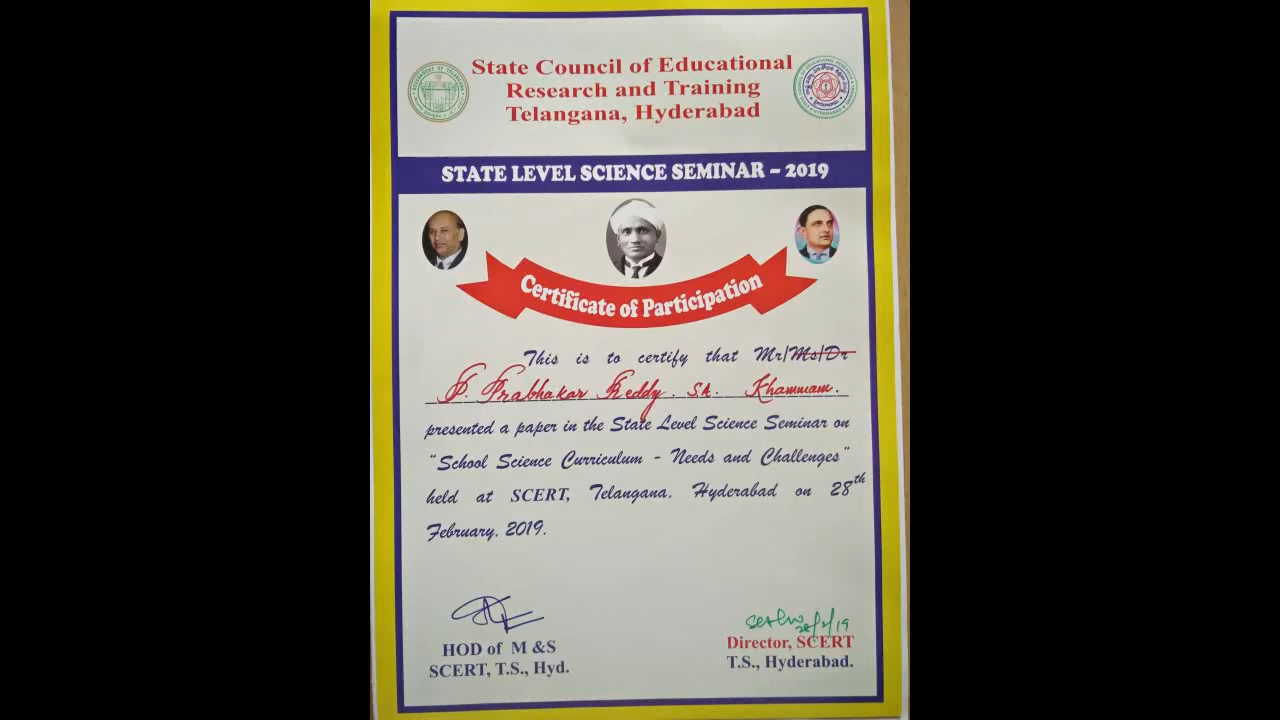 State Council of Educational
Research and Training
Telangana, Hyderabad
STATE LEVEL SCIENCE SEMINAR – 2019
Certificate of Participation
This is to certify that Mr/Ms/Dr
P. Prabhakar Reddy. SA. Khammam.
presented a paper in the State Level Science Seminar on
"School Science Curriculum - Needs and Challenges"
held at SCERT, Telangana, Hyderabad on 28th
February, 2019.
28/2/19
HOD of M &S
SCERT, T.S., Hyd.
Director, SCERT
T.S., Hyderabad.